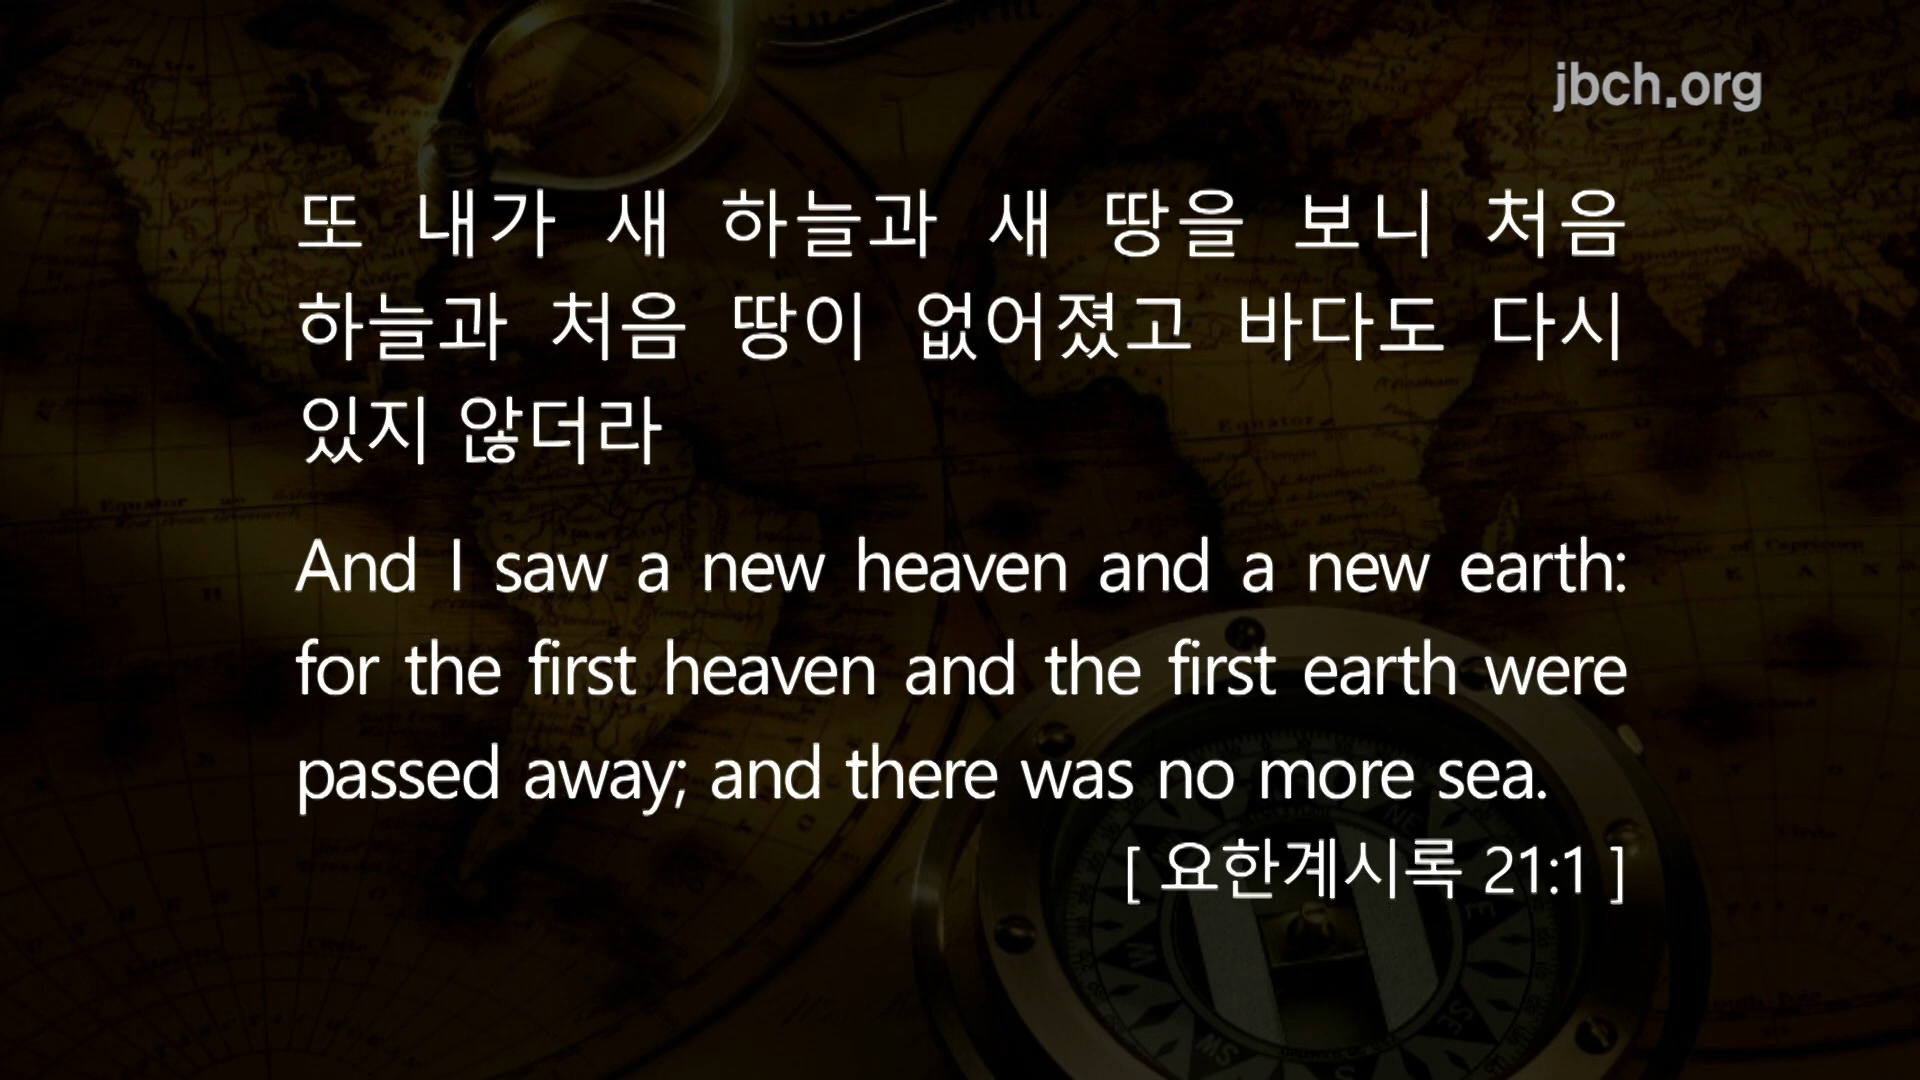 jbch.org
또 내가 새 하늘과 새 땅을 보니 처음
하늘과 처음 땅이 없어졌고 바다도 다시
있지 않더라
And I saw a new heaven and a new earth:
for the first heaven and the first earth were
passed away; and there was no more sea.
[ 요한계시록 21:1 ]